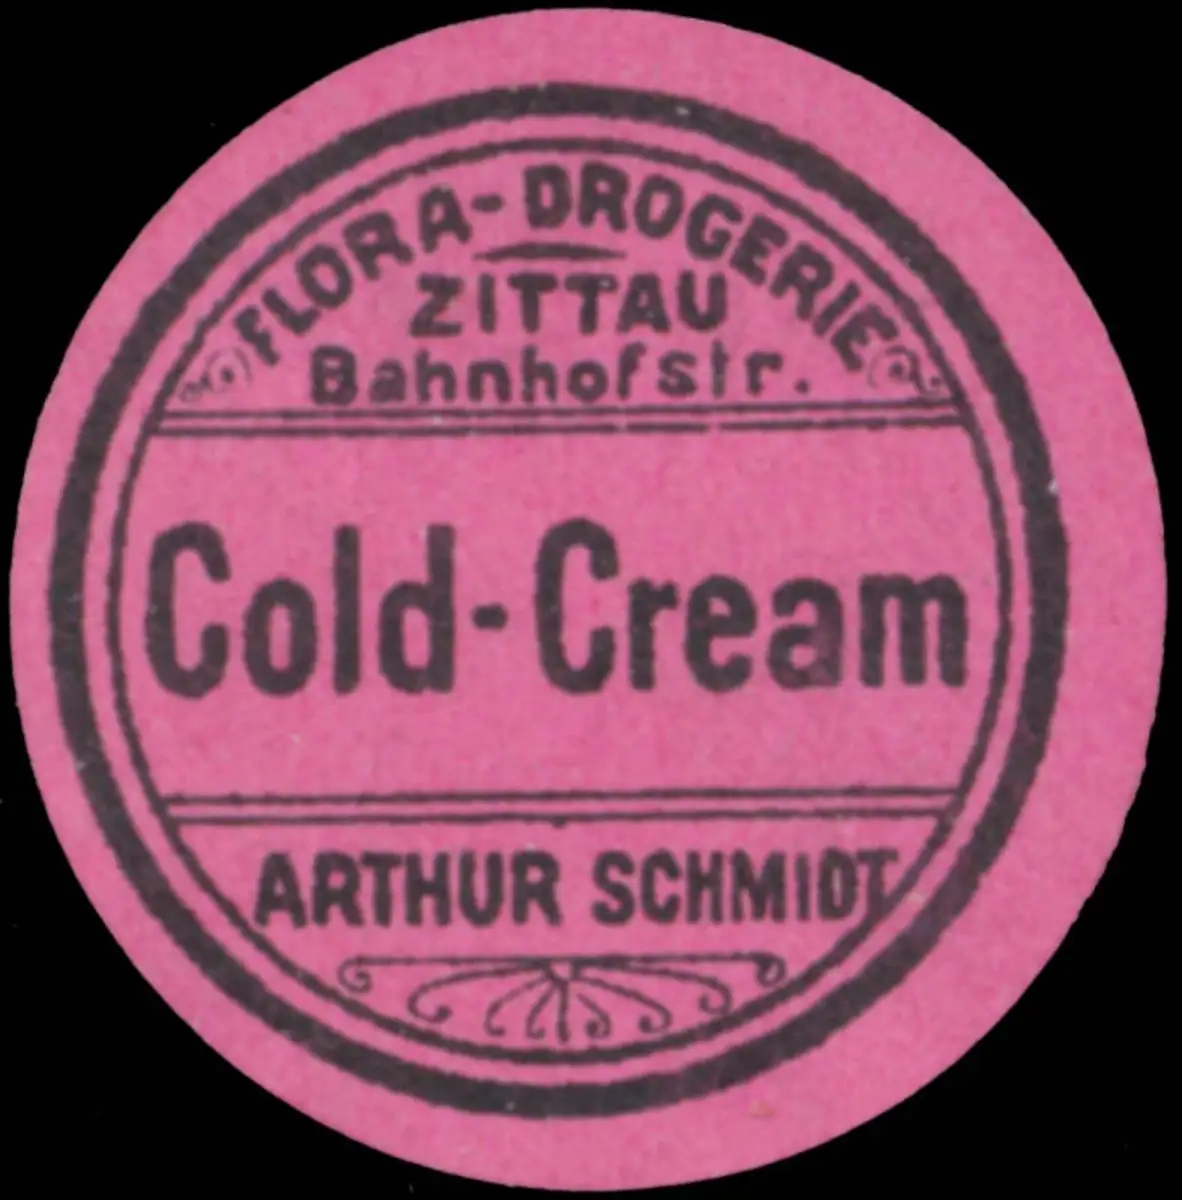 FLORA-DROGERIE
ZITTAU
Bahnhofstr.
Cold-Cream
ARTHUR SCHMIDT